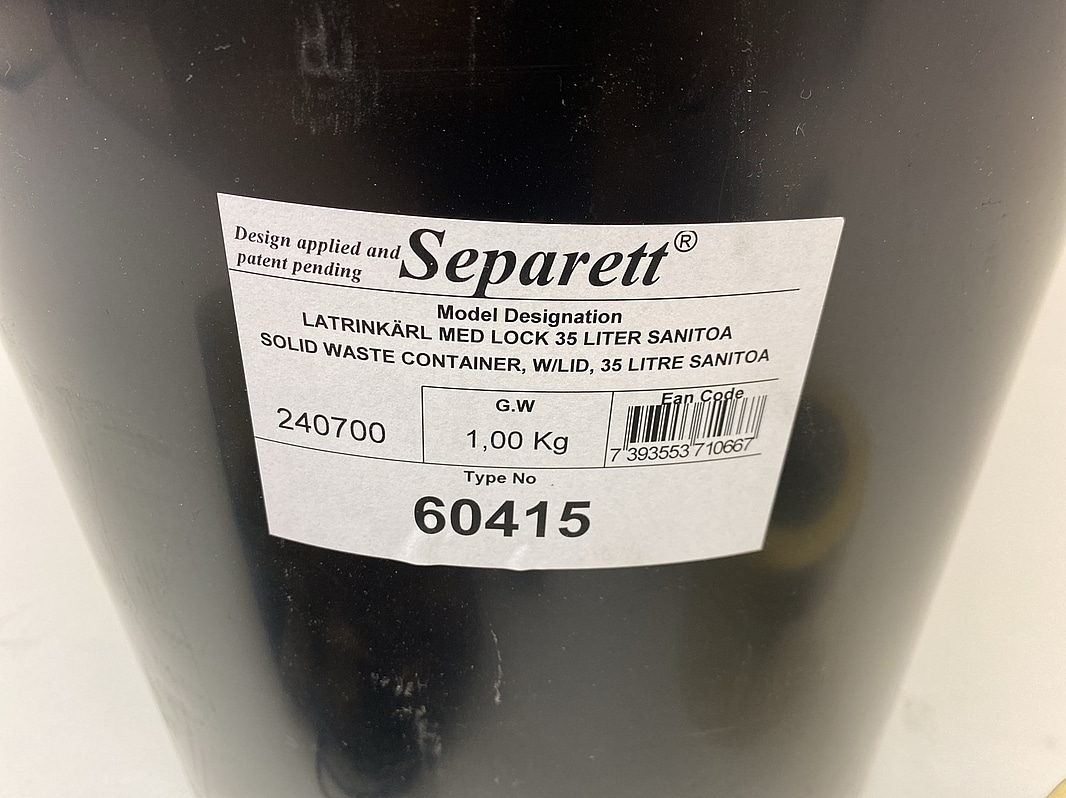 Design applied and
patent pending
Separett®
Model Designation
LATRINKÄRL MED LOCK 35 LITER SANITOA
SOLID WASTE CONTAINER, W/LID, 35 LITRE SANITOA
240700
G.W
1,00 Kg
Ean Code
7 393553 710667
Type No
60415